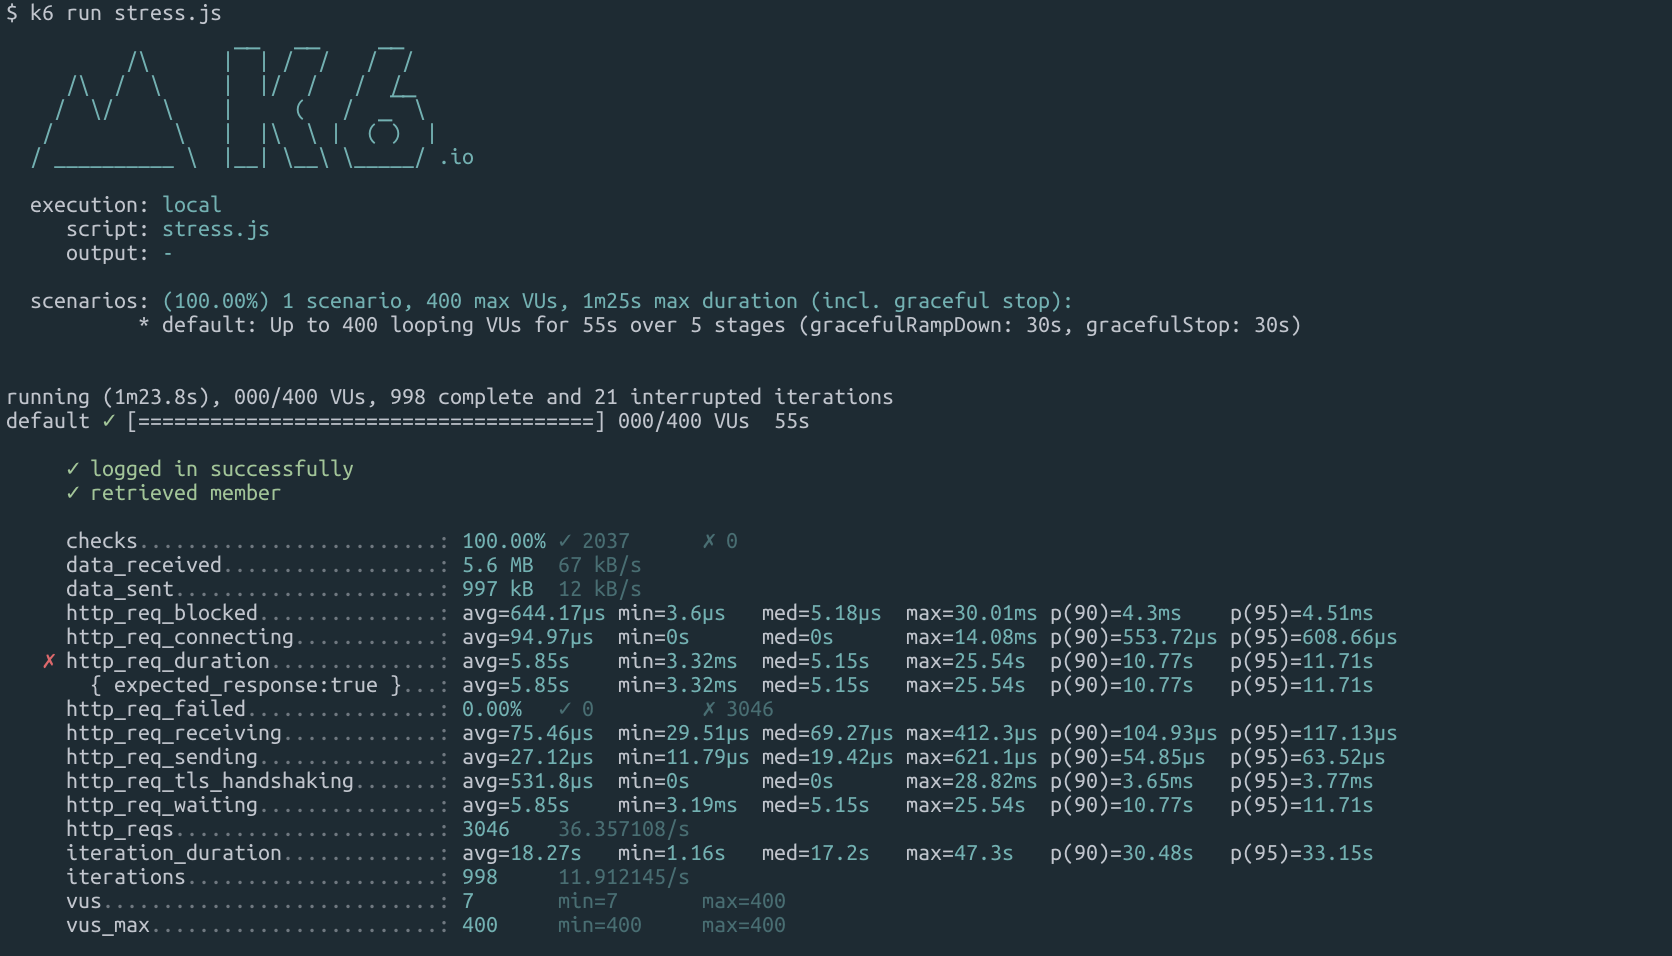 $ k6 run stress.js
          /\      |‾‾| /‾‾/   /‾‾/
     /\  /  \     |  |/  /   /  /
    /  \/    \    |     (   /   ‾‾\
   /          \   |  |\  \ |  (‾)  |
  / __________ \  |__| \__\ \_____/ .io
execution: local
script: stress.js
output: -
scenarios: (100.00%) 1 scenario, 400 max VUs, 1m25s max duration (incl. graceful stop):
* default: Up to 400 looping VUs for 55s over 5 stages (gracefulRampDown: 30s, gracefulStop: 30s)
running (1m23.8s), 000/400 VUs, 998 complete and 21 interrupted iterations
default ✓ [======================================] 000/400 VUs  55s
✓ logged in successfully
✓ retrieved member
checks.........................: 100.00% ✓ 2037      ✗ 0
data_received..................: 5.6 MB  67 kB/s
data_sent......................: 997 kB  12 kB/s
http_req_blocked...............: avg=644.17µs min=3.6µs   med=5.18µs  max=30.01ms p(90)=4.3ms    p(95)=4.51ms
http_req_connecting............: avg=94.97µs  min=0s      med=0s      max=14.08ms p(90)=553.72µs p(95)=608.66µs
✗ http_req_duration..............: avg=5.85s    min=3.32ms  med=5.15s   max=25.54s  p(90)=10.77s   p(95)=11.71s
{ expected_response:true }...: avg=5.85s    min=3.32ms  med=5.15s   max=25.54s  p(90)=10.77s   p(95)=11.71s
http_req_failed................: 0.00%   ✓ 0         ✗ 3046
http_req_receiving.............: avg=75.46µs  min=29.51µs med=69.27µs max=412.3µs p(90)=104.93µs p(95)=117.13µs
http_req_sending...............: avg=27.12µs  min=11.79µs med=19.42µs max=621.1µs p(90)=54.85µs  p(95)=63.52µs
http_req_tls_handshaking.......: avg=531.8µs  min=0s      med=0s      max=28.82ms p(90)=3.65ms   p(95)=3.77ms
http_req_waiting...............: avg=5.85s    min=3.19ms  med=5.15s   max=25.54s  p(90)=10.77s   p(95)=11.71s
http_reqs......................: 3046    36.357108/s
iteration_duration.............: avg=18.27s   min=1.16s   med=17.2s   max=47.3s   p(90)=30.48s   p(95)=33.15s
iterations.....................: 998     11.912145/s
vus............................: 7       min=7       max=400
vus_max........................: 400     min=400     max=400